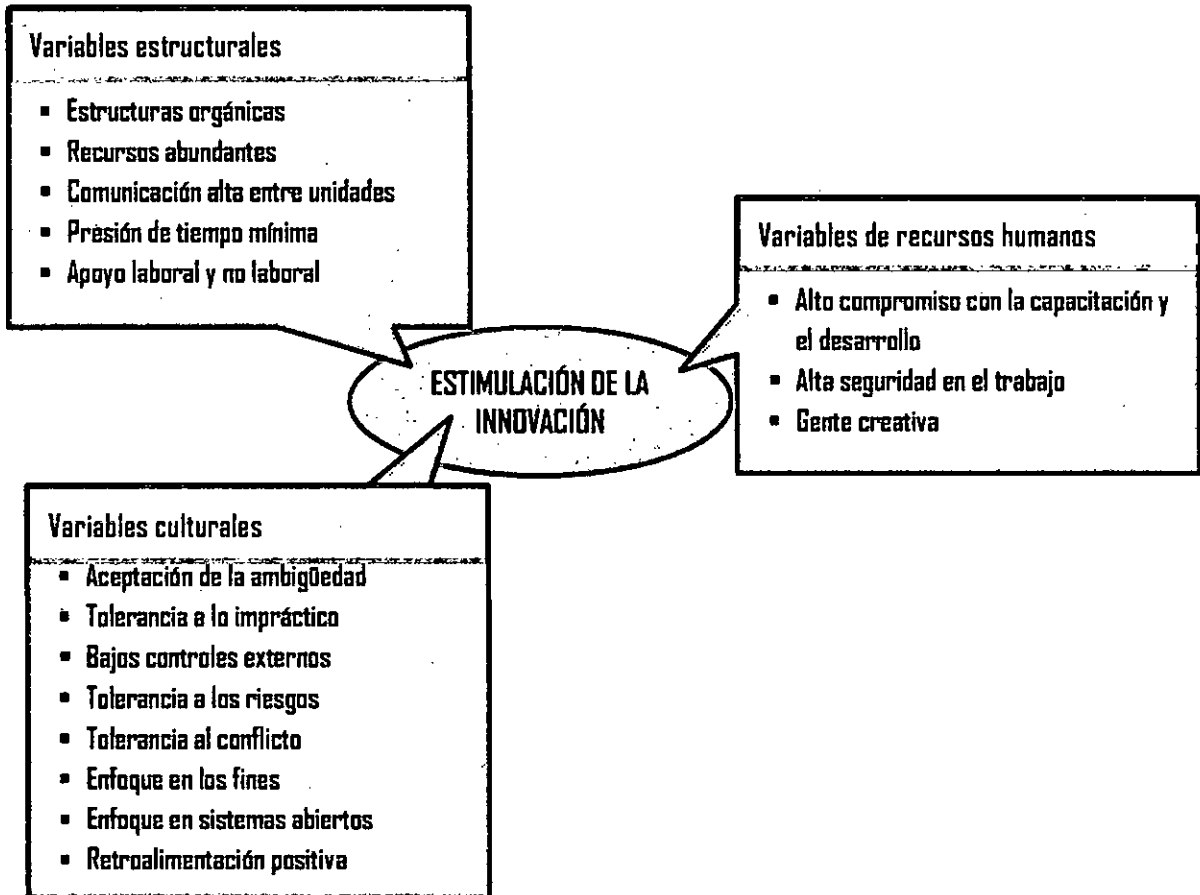 Variables estructurales
▪ Estructuras orgánicas
▪ Recursos abundantes
▪ Comunicación alta entre unidades
▪ Presión de tiempo mínima
▪ Apoyo laboral y no laboral
Variables de recursos humanos
▪ Alto compromiso con la capacitación y
el desarrollo
▪ Alta seguridad en el trabajo
▪ Gente creativa
ESTIMULACIÓN DE LA
INNOVACIÓN
Variables culturales
▪ Aceptación de la ambigüedad
▪ Tolerancia a lo impráctico
▪ Bajos controles externos
▪ Tolerancia a los riesgos
▪ Tolerancia al conflicto
▪ Enfoque en los fines
▪ Enfoque en sistemas abiertos
▪ Retroalimentación positiva